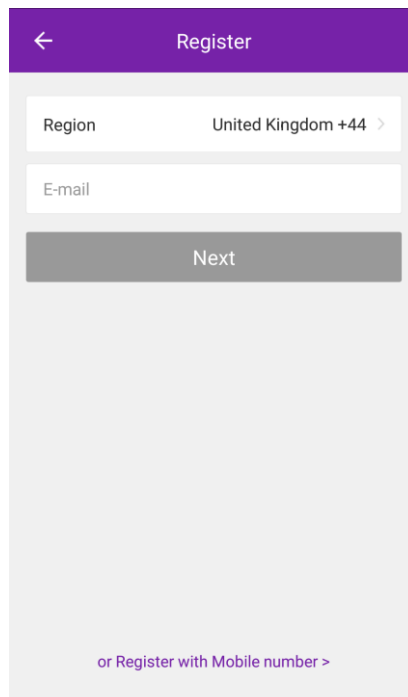 Register
Region United Kingdom +44 >
E-mail
Next
or Register with Mobile number >